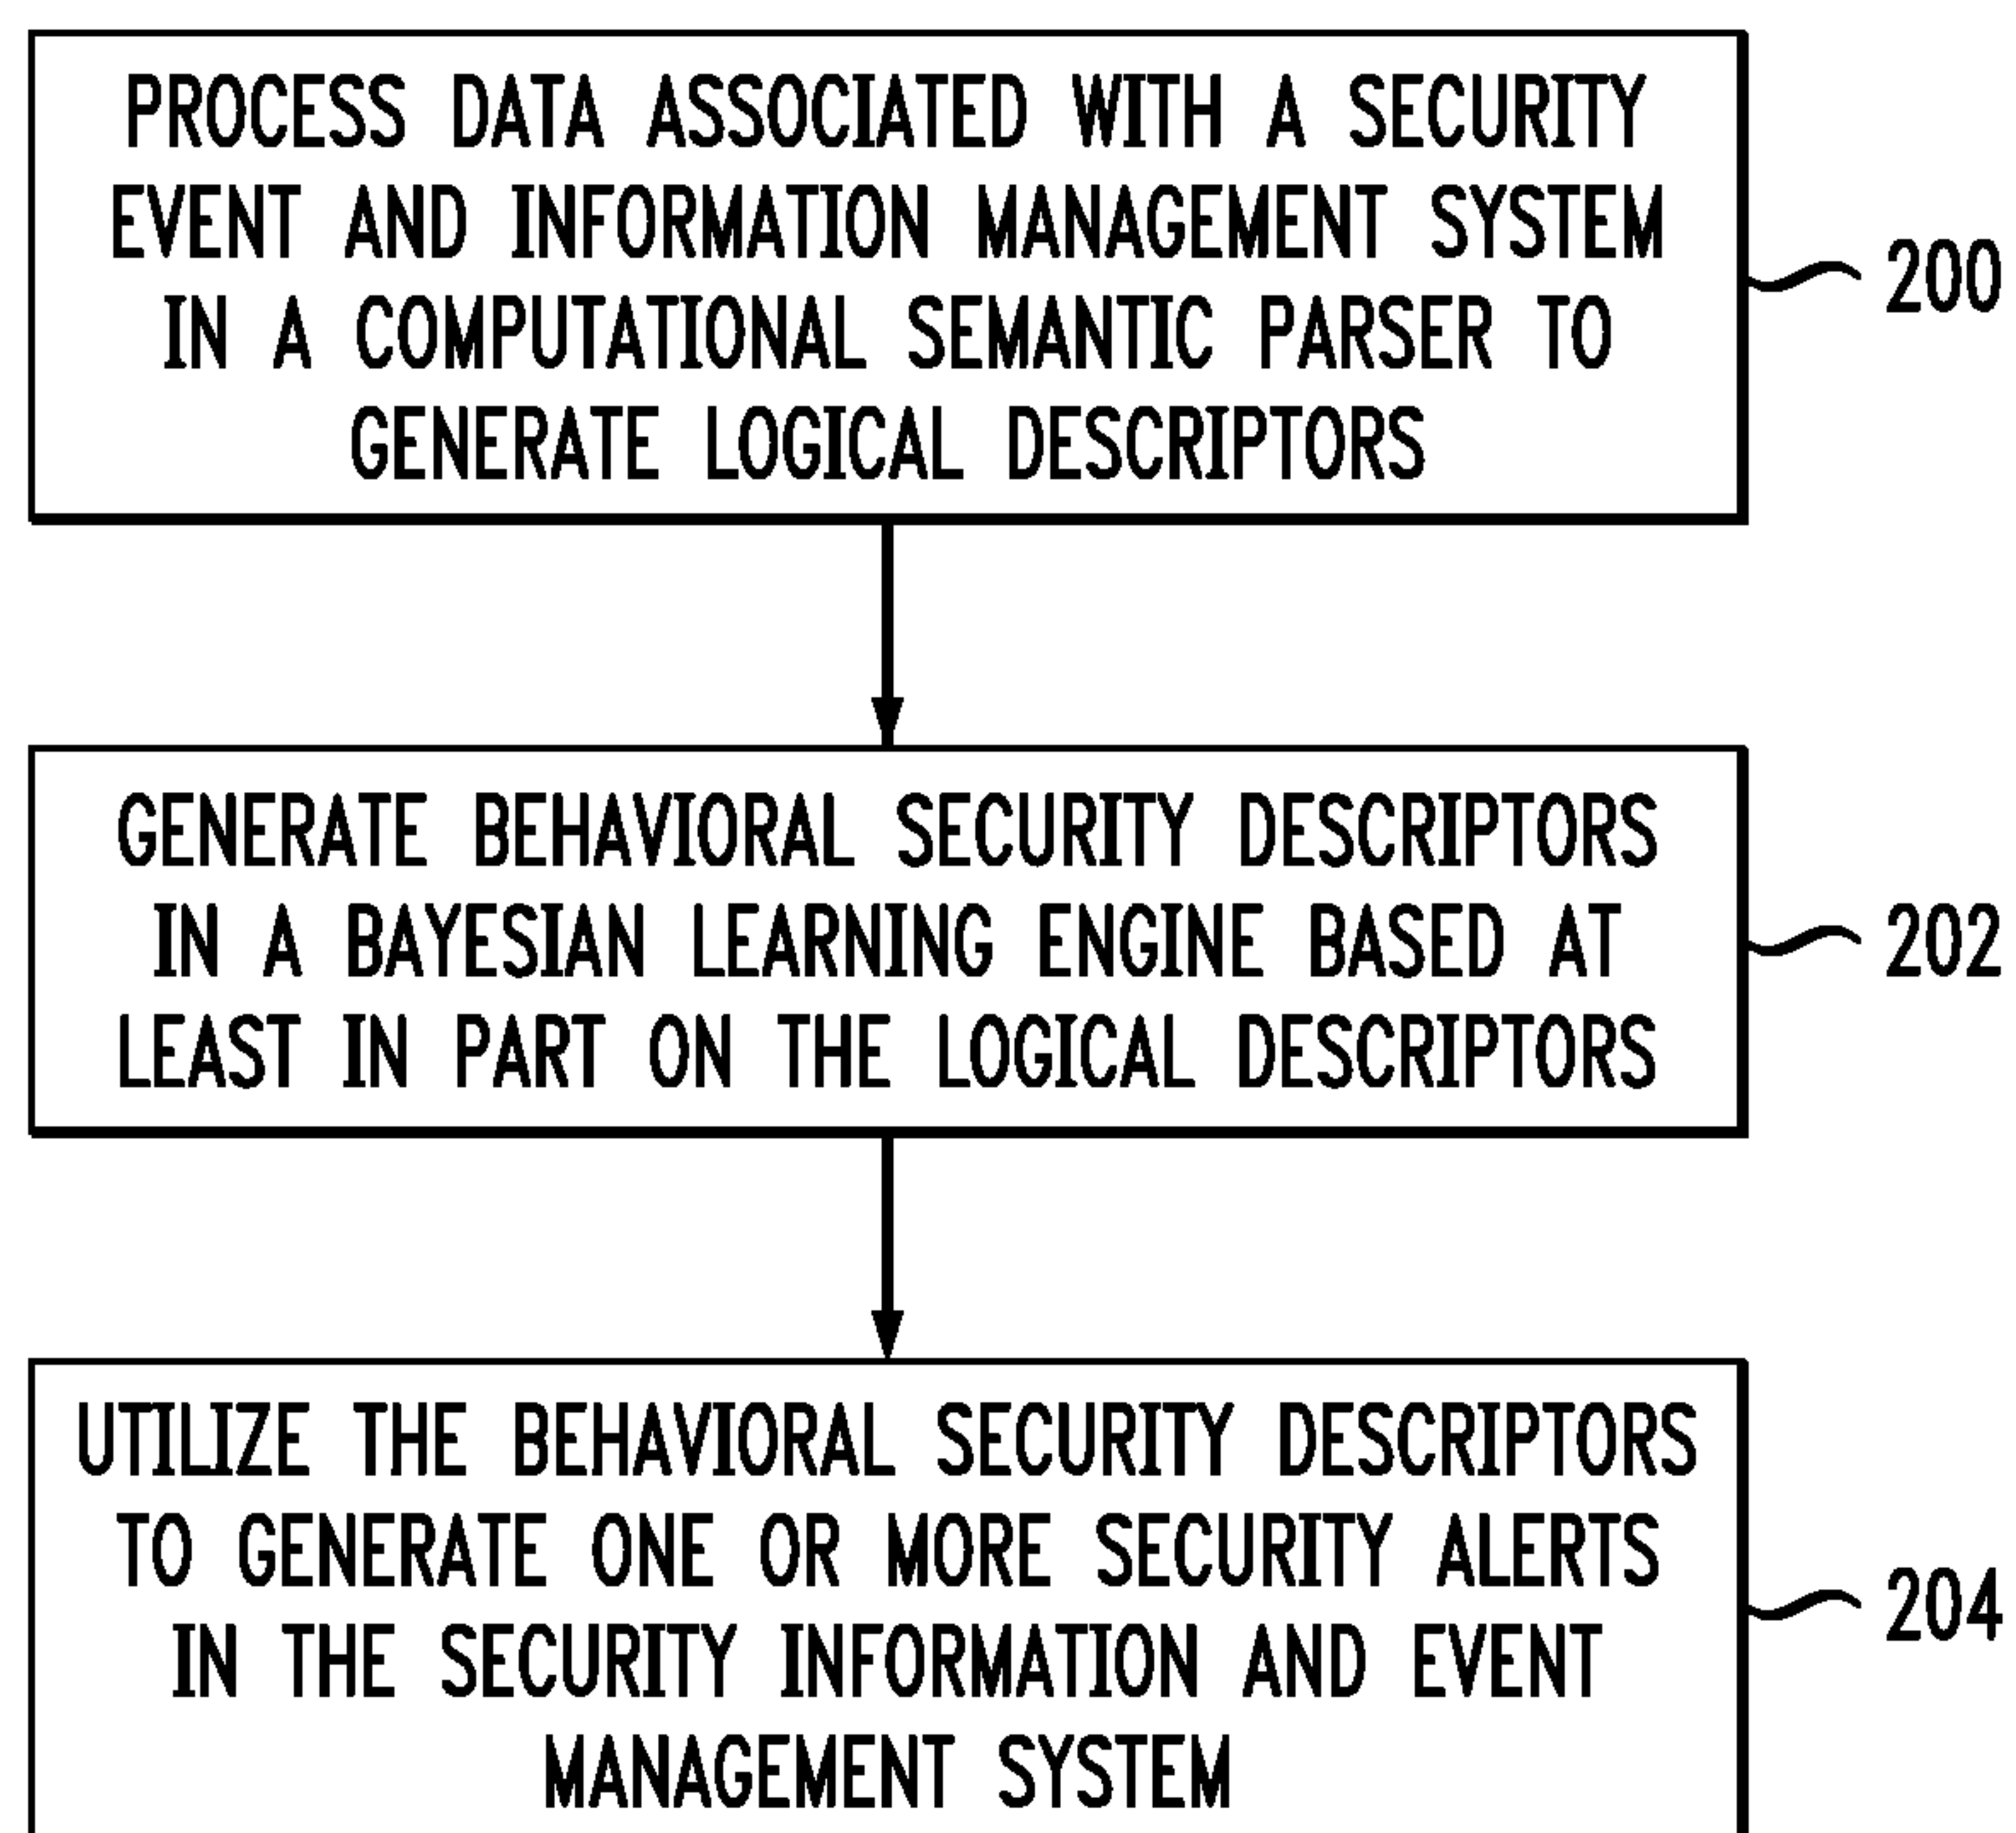 PROCESS DATA ASSOCIATED WITH A SECURITY
EVENT AND INFORMATION MANAGEMENT SYSTEM
IN A COMPUTATIONAL SEMANTIC PARSER TO
GENERATE LOGICAL DESCRIPTORS
200
GENERATE BEHAVIORAL SECURITY DESCRIPTORS
IN A BAYESIAN LEARNING ENGINE BASED AT
LEAST IN PART ON THE LOGICAL DESCRIPTORS
202
UTILIZE THE BEHAVIORAL SECURITY DESCRIPTORS
TO GENERATE ONE OR MORE SECURITY ALERTS
IN THE SECURITY INFORMATION AND EVENT
MANAGEMENT SYSTEM
204